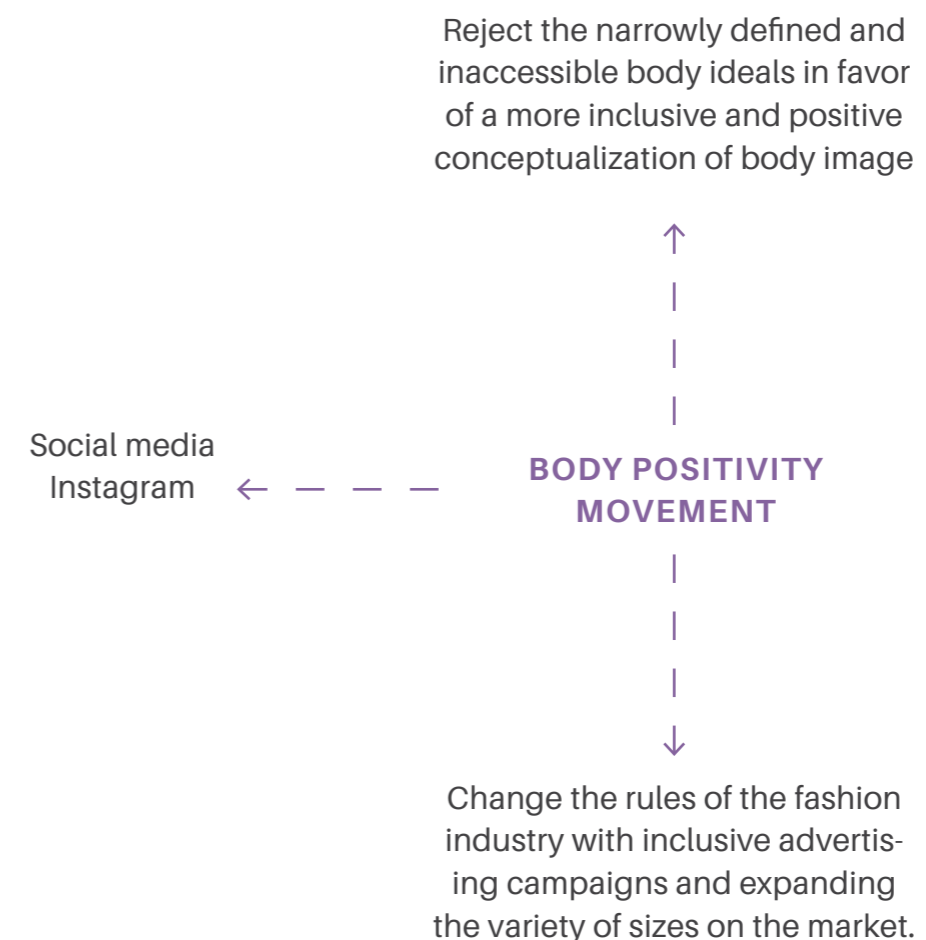 Reject the narrowly defined and
inaccessible body ideals in favor
of a more inclusive and positive
conceptualization of body image
Social media
Instagram
BODY POSITIVITY
MOVEMENT
Change the rules of the fashion
industry with inclusive advertis-
ing campaigns and expanding
the variety of sizes on the market.